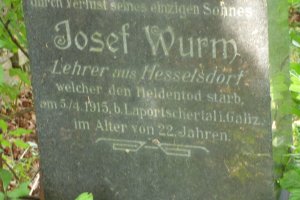 durch Verlust seines einzigen Sohnes
Josef Wurm,
Lehrer aus Hesselsdorf,
welcher den Heldentod starb,
am 3/4.1915, b. Laportschertal i. Galiz.
im Alter von 22. Jahren.